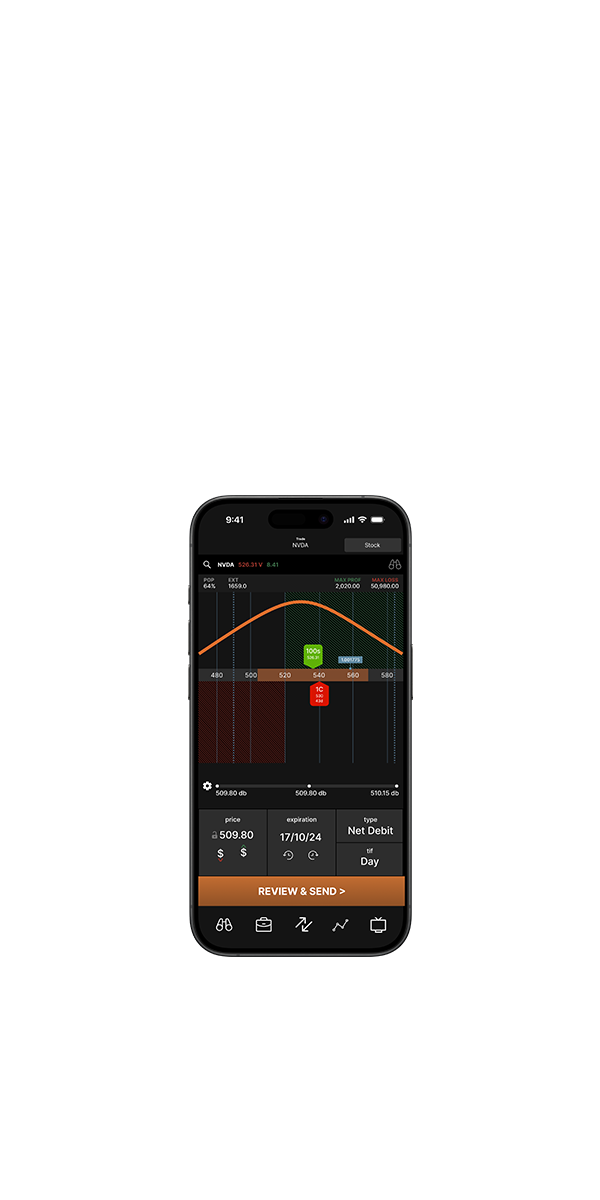 9:41
Trade
NVDA
Stock
NVDA 526.31 V 8.41
POP EXT MAX PROF MAX LOSS
64% 1659.0 2,020.00 50,980.00
100s
480 500 520 540 560 580
1C
530
43d
509.80 db 509.80 db 510.15 db
price expiration type
509.80 17/10/24 Net Debit
$ $
tif
Day
REVIEW & SEND >